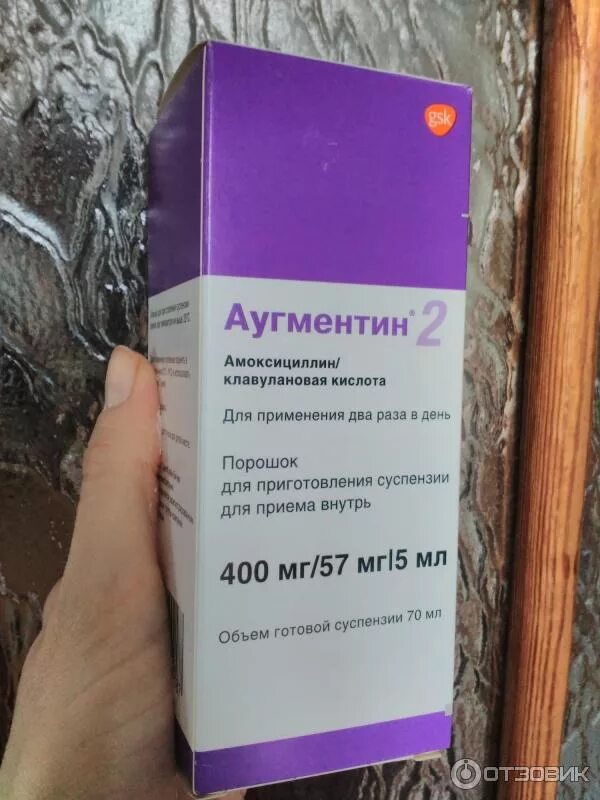 gsk
Аугментин® 2
Амоксициллин/
клавулановая кислота
Для применения два раза в день
Порошок
для приготовления суспензии
для приема внутрь
400 мг/57 мг|5 мл
Объем готовой суспензии 70 мл
ОТЗОВИК